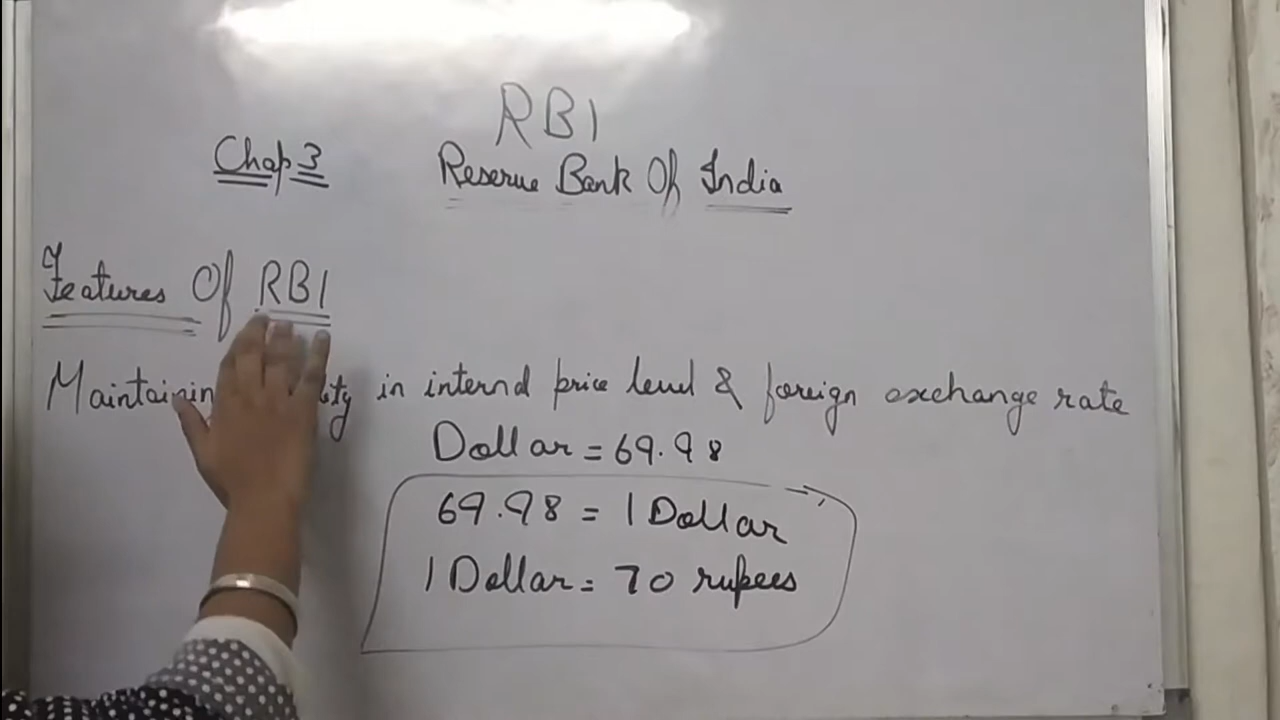 RBI
Chap 3 Reserve Bank Of India
Features Of RBI
in internal price level & foreign exchange rate
Dollar = 69.98
69.98 = 1 Dollar
1 Dollar = 70 rupees